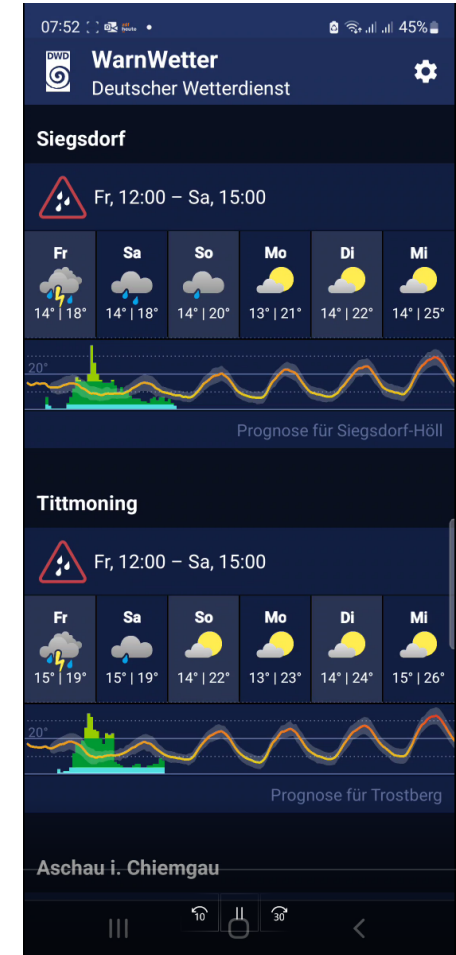 07:52
heute
45%
DWD
WarnWetter
Deutscher Wetterdienst
Siegsdorf
Fr, 12:00 – Sa, 15:00
Fr Sa So Mo Di Mi
14° | 18° 14° | 18° 14° | 20° 13° | 21° 14° | 22° 14° | 25°
20°
Prognose für Siegsdorf-Höll
Tittmoning
Fr, 12:00 – Sa, 15:00
Fr Sa So Mo Di Mi
15° | 19° 15° | 19° 14° | 22° 13° | 23° 14° | 24° 15° | 26°
20°
Prognose für Trostberg
Aschau i. Chiemgau
10 30